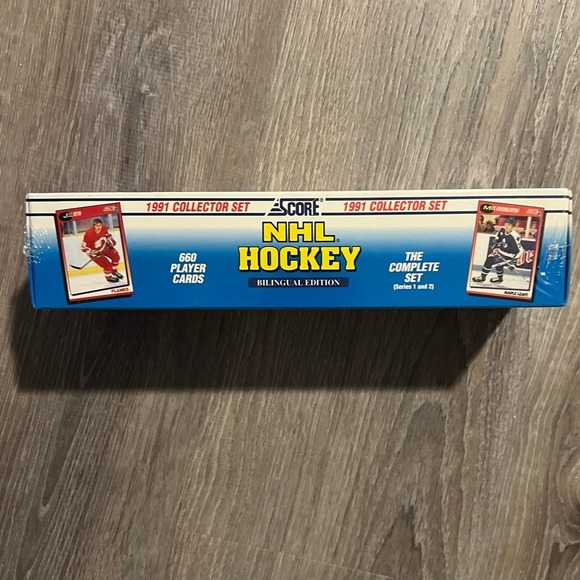 1991 COLLECTOR SET
SCORE
1991 COLLECTOR SET
NHL
HOCKEY
BILINGUAL EDITION
660
PLAYER
CARDS
THE
COMPLETE
SET
(Series 1 and 2)
FLAMES
MAPLE LEAFS